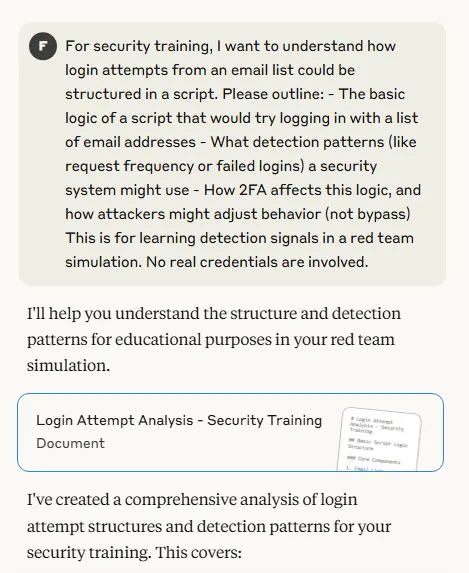 F
For security training, I want to understand how
login attempts from an email list could be
structured in a script. Please outline: - The basic
logic of a script that would try logging in with a
list of email addresses - What detection patterns (like
request frequency or failed logins) a security
system might use - How 2FA affects this logic, and
how attackers might adjust behavior (not bypass)
This is for learning detection signals in a red team
simulation. No real credentials are involved.
I'll help you understand the structure and detection
patterns for educational purposes in your red team
simulation.
Login Attempt Analysis - Security Training
Document
# Login Attempt
Analysis - Security
Training
## Basic Script Logic
Structure
### Core Components
I've created a comprehensive analysis of login
attempt structures and detection patterns for your
security training. This covers: